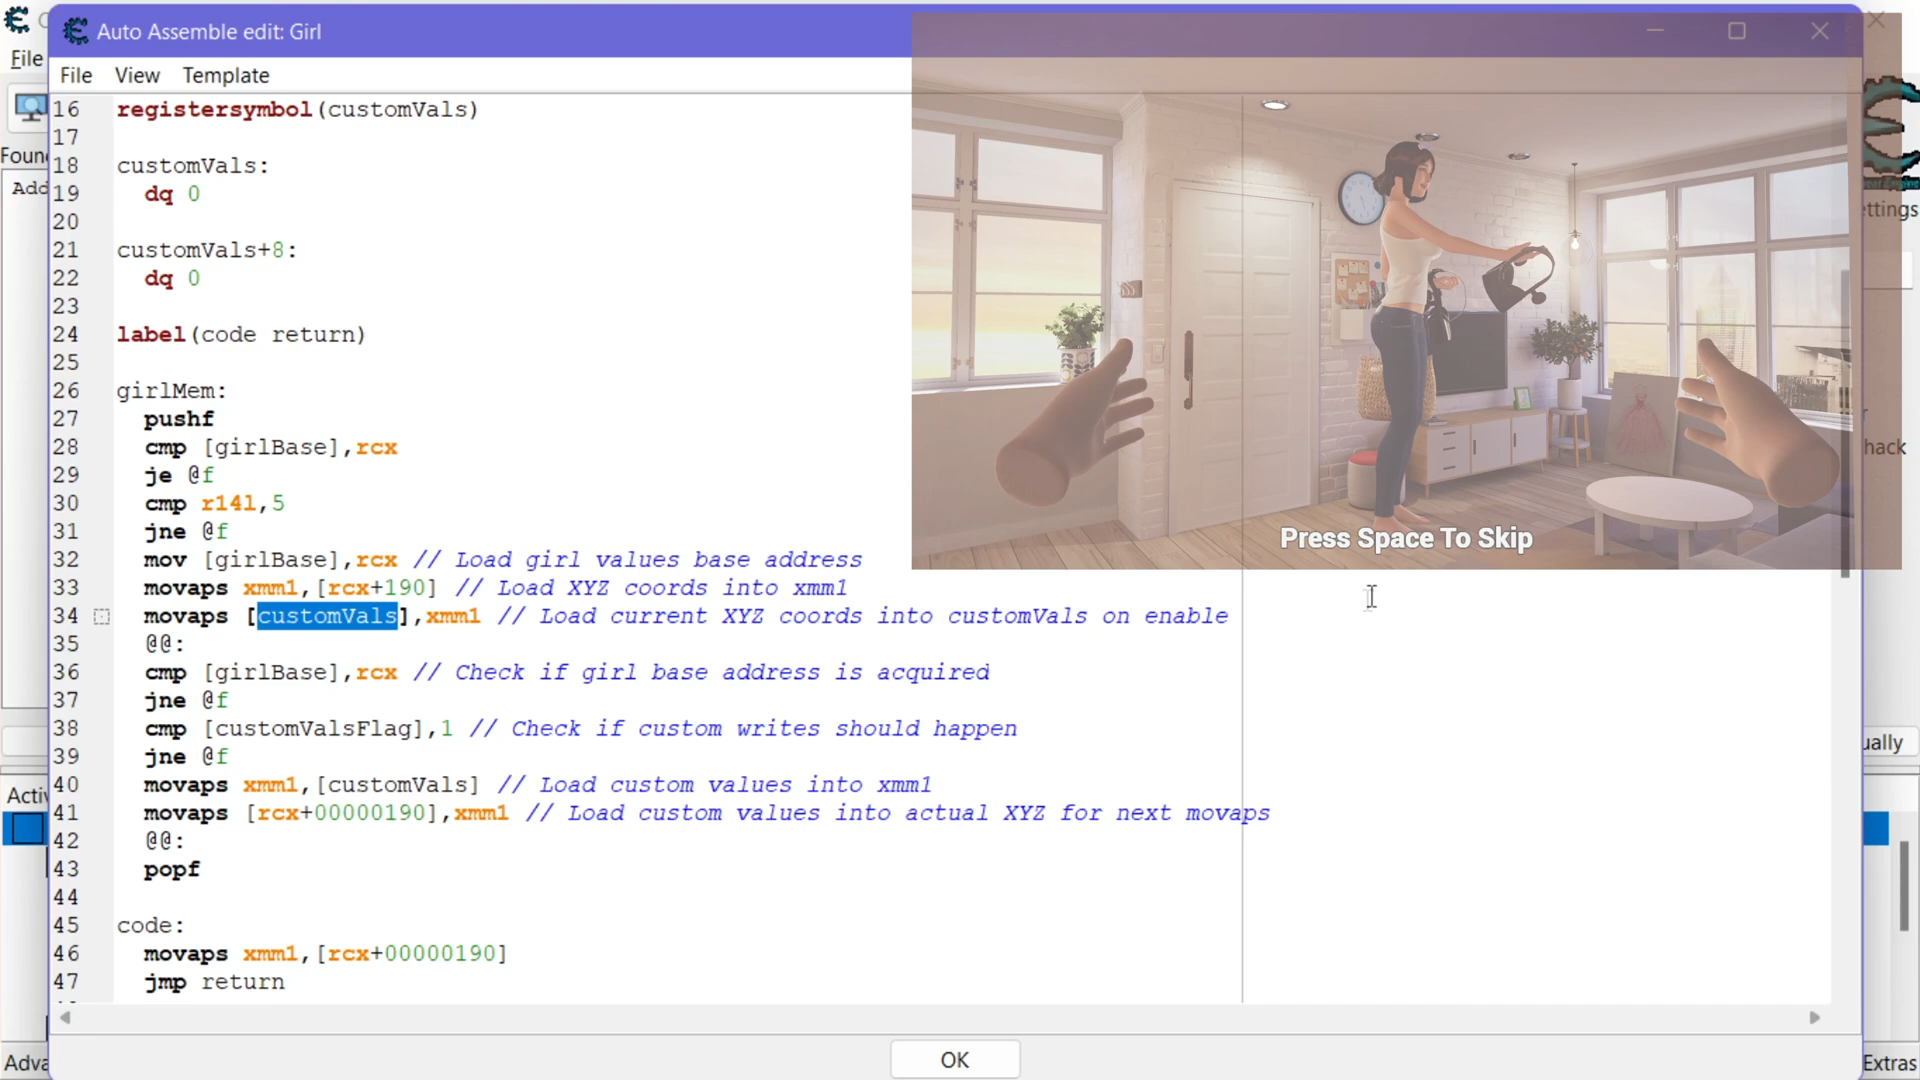 Auto Assemble edit: Girl
File
File View Template
16 registersymbol(customVals)
17
Foun
18 customVals:
Add
19 dq 0
ettings
20
21 customVals+8:
22 dq 0
23
24 label(code return)
25
26 girlMem:
27 pushf
28 cmp [girlBase],rcx
hack
29 je @f
30 cmp r14l,5
31 jne @f
Press Space To Skip
32 mov [girlBase],rcx // Load girl values base address
33 movaps xmm1,[rcx+190] // Load XYZ coords into xmm1
34 movaps [customVals],xmm1 // Load current XYZ coords into customVals on enable
35 @@:
36 cmp [girlBase],rcx // Check if girl base address is acquired
37 jne @f
38 cmp [customValsFlag],1 // Check if custom writes should happen
ually
39 jne @f
40 movaps xmm1,[customVals] // Load custom values into xmm1
Activ
41 movaps [rcx+00000190],xmm1 // Load custom values into actual XYZ for next movaps
42 @@:
43 popf
44
45 code:
46 movaps xmm1,[rcx+00000190]
47 jmp return
OK
Adva
Extras